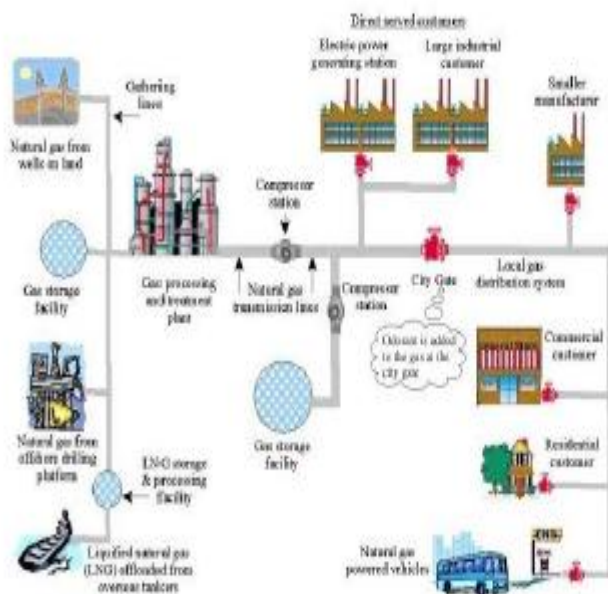 Direct served customers
Electric power
generating station
Large industrial
customer
Smaller
manufacturer
Gathering
lines
Natural gas from
wells on land
Compressor
station
Gas storage
facility
Gas processing
and treatment
plant
Natural gas
transmission lines
Compressor
station
City Gate
Local gas
distribution system
Odorant is added
to the gas at the
city gate
Commercial
customer
Natural gas from
offshore drilling
platform
Gas storage
facility
LNG storage
& processing
facility
Residential
customer
Liquified natural gas
(LNG) offloaded from
overseas tankers
Natural gas
powered vehicles
CNG